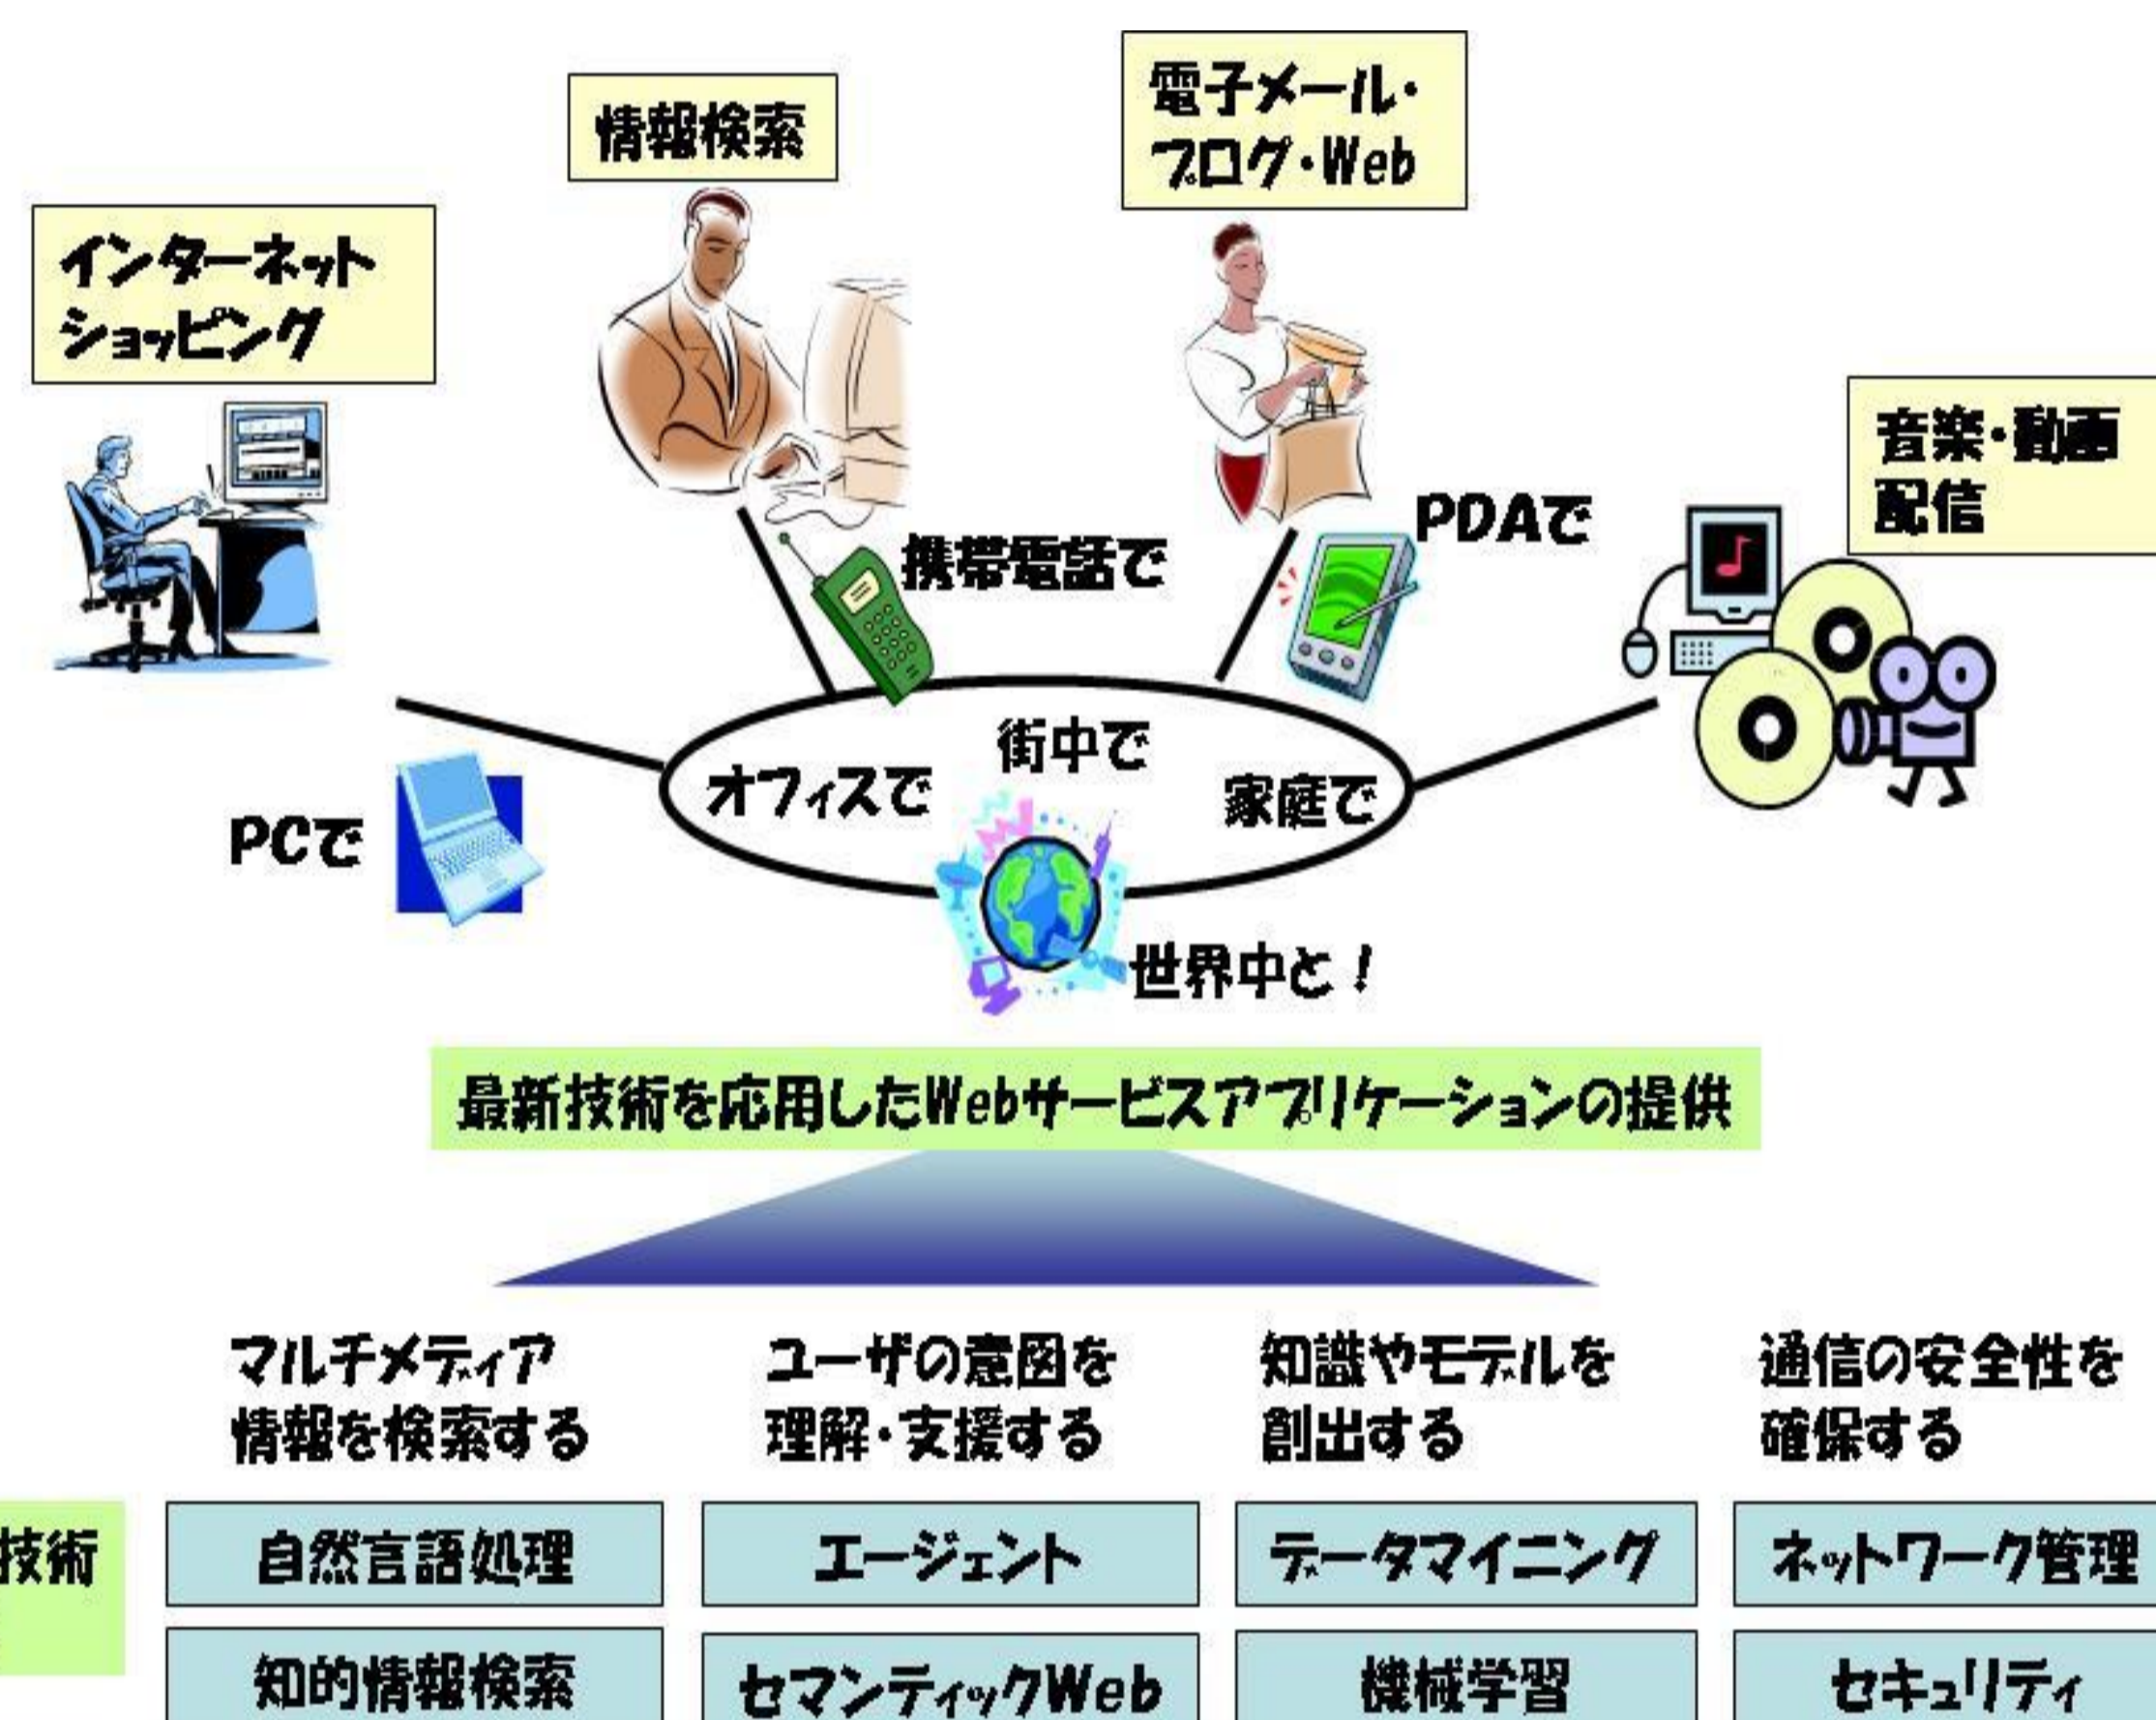 電子メール・
ブログ・Web
情報検索
インターネット
ショッピング
音楽・動画
配信
PDAで
携帯電話で
街中で
オフィスで
家庭で
PCで
世界中と!
最新技術を応用したWebサービスアプリケーションの提供
マルチメディア
情報を検索する
ユーザの意図を
理解・支援する
知識やモデルを
創出する
通信の安全性を
確保する
技術
自然言語処理
エージェント
データマイニング
ネットワーク管理
知的情報検索
セマンティックWeb
機械学習
セキュリティ